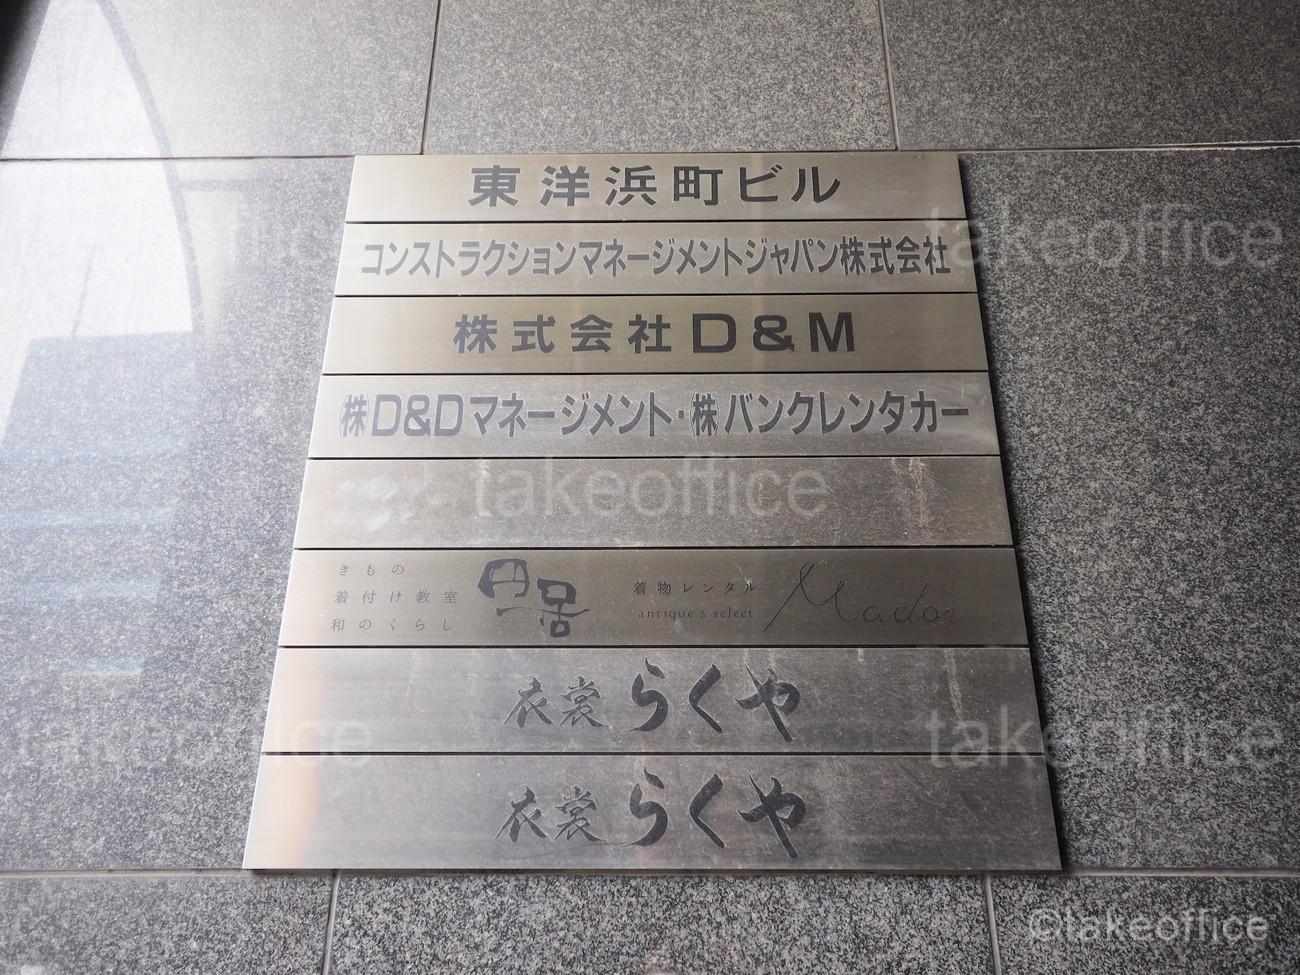 東洋浜町ビル
コンストラクションマネージメントジャパン株式会社
株式会社D&M
㈱D&Dマネージメント・㈱バンクレンタカー
きもの
着付け教室
和のくらし
円居
着物レンタル
antique & select
Madoi
衣裳 らくや
衣裳 らくや
takeoffice
takeoffice
takeoffice
takeoffice
©takeoffice